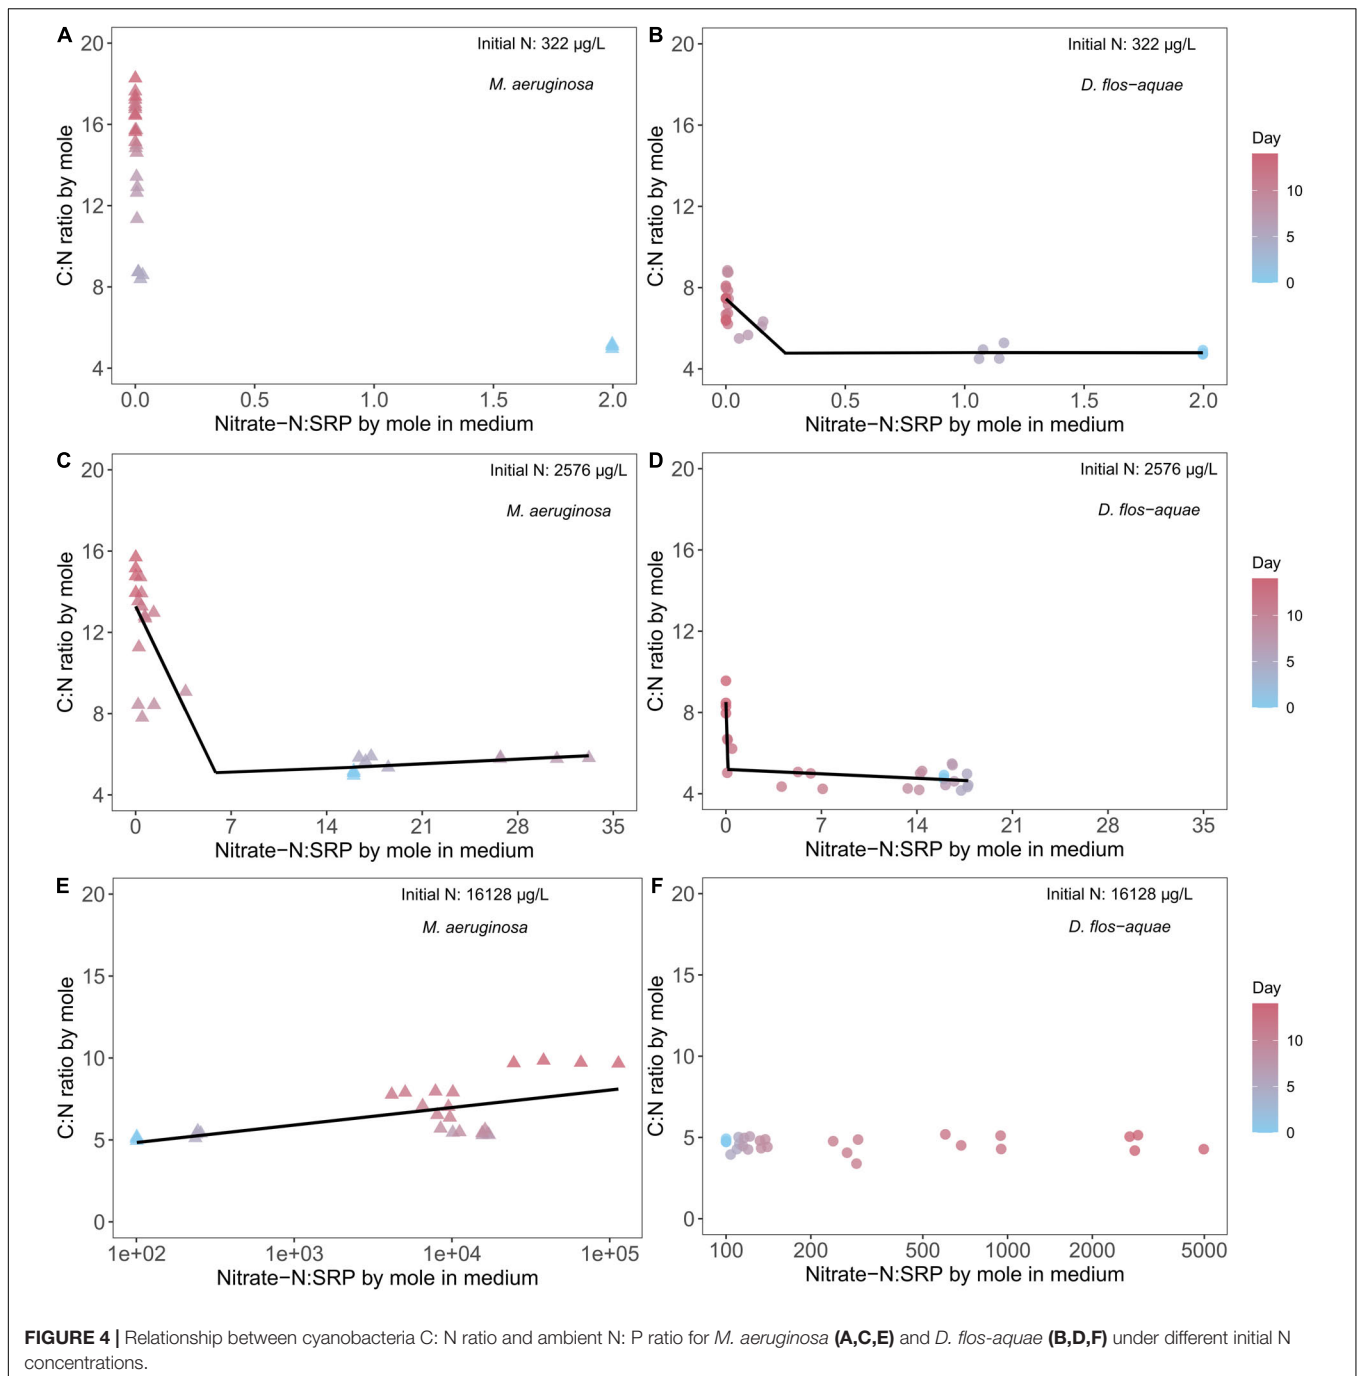 A
Initial N: 322 µg/L
M. aeruginosa
C:N ratio by mole
20
16
12
8
4
0.0 0.5 1.0 1.5 2.0
Nitrate−N:SRP by mole in medium
B
Initial N: 322 µg/L
D. flos−aquae
C:N ratio by mole
20
16
12
8
4
0.0 0.5 1.0 1.5 2.0
Nitrate−N:SRP by mole in medium
Day
10
5
0
C
Initial N: 2576 µg/L
M. aeruginosa
C:N ratio by mole
20
16
12
8
4
0 7 14 21 28 35
Nitrate−N:SRP by mole in medium
D
Initial N: 2576 µg/L
D. flos−aquae
C:N ratio by mole
20
16
12
8
4
0 7 14 21 28 35
Nitrate−N:SRP by mole in medium
Day
10
5
0
E
Initial N: 16128 µg/L
M. aeruginosa
C:N ratio by mole
20
15
10
5
0
1e+02 1e+03 1e+04 1e+05
Nitrate−N:SRP by mole in medium
F
Initial N: 16128 µg/L
D. flos−aquae
C:N ratio by mole
20
15
10
5
0
100 200 500 1000 2000 5000
Nitrate−N:SRP by mole in medium
Day
10
5
0
FIGURE 4 | Relationship between cyanobacteria C: N ratio and ambient N: P ratio for M. aeruginosa (A,C,E) and D. flos-aquae (B,D,F) under different initial N
concentrations.